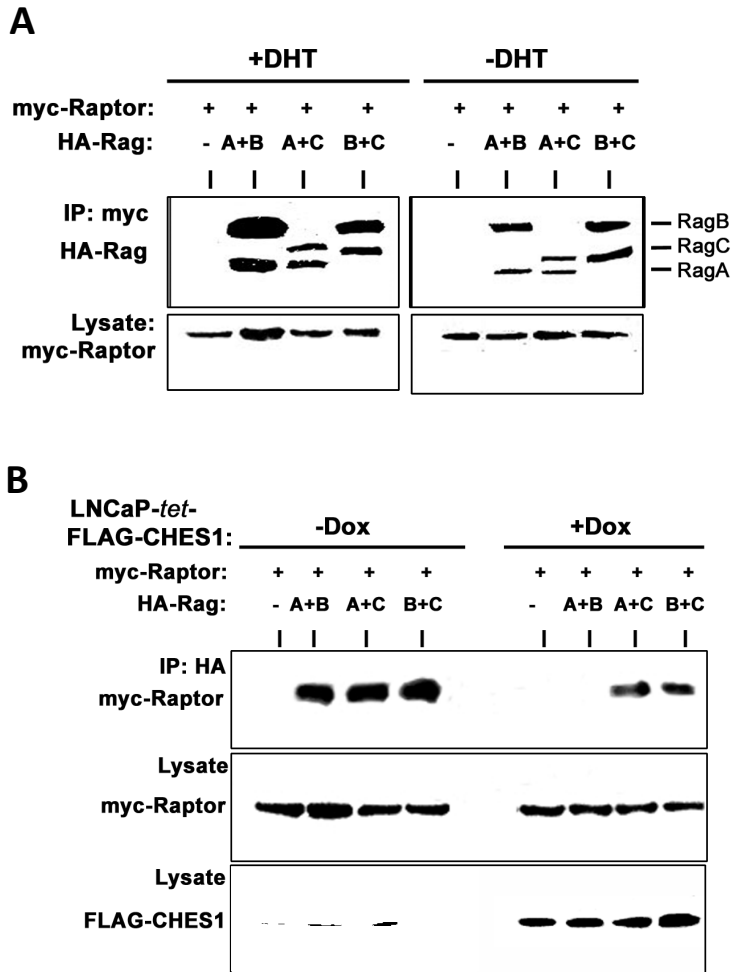 A
+DHT -DHT
myc-Raptor: + + + + + + + +
HA-Rag: - A+B A+C B+C - A+B A+C B+C
IP: myc
HA-Rag
RagB
RagC
RagA
Lysate:
myc-Raptor
B
LNCaP-tet-
FLAG-CHES1: -Dox +Dox
myc-Raptor: + + + + + + + +
HA-Rag: - A+B A+C B+C - A+B A+C B+C
IP: HA
myc-Raptor
Lysate
myc-Raptor
Lysate
FLAG-CHES1